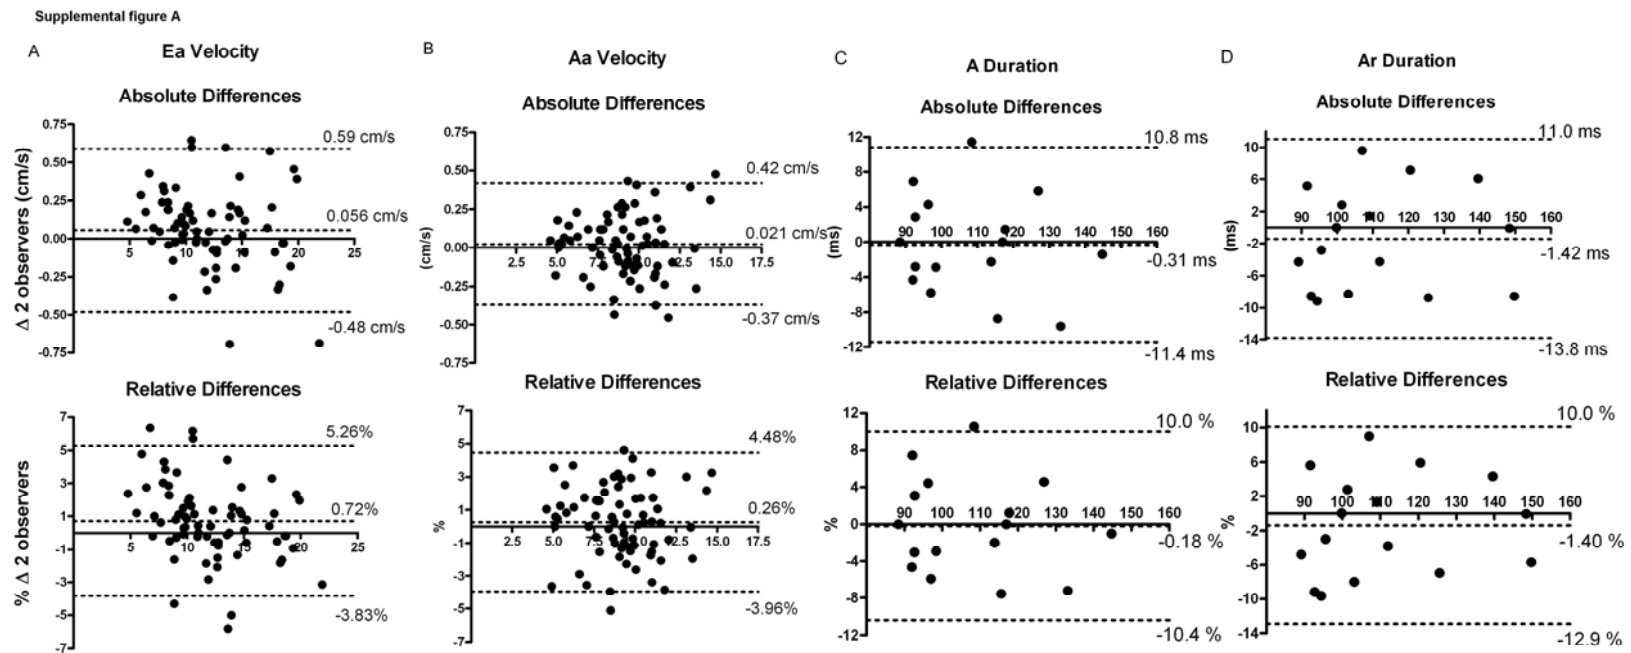 Supplemental figure A
A
Ea Velocity
Absolute Differences
Δ 2 observers (cm/s)
0.75
0.50
0.25
0.00
-0.25
-0.50
-0.75
5 10 15 20 25
0.59 cm/s
0.056 cm/s
-0.48 cm/s
B
Aa Velocity
Absolute Differences
(cm/s)
0.75
0.50
0.25
0.00
-0.25
-0.50
-0.75
2.5 5.0 7.5 10.0 12.5 15.0 17.5
0.42 cm/s
0.021 cm/s
-0.37 cm/s
C
A Duration
Absolute Differences
(ms)
12
8
4
0
-4
-8
-12
90 100 110 120 130 140 150 160
10.8 ms
-0.31 ms
-11.4 ms
D
Ar Duration
Absolute Differences
(ms)
10
6
2
-2
-6
-10
-14
90 100 110 120 130 140 150 160
11.0 ms
-1.42 ms
-13.8 ms
Relative Differences
% Δ 2 observers
7
5
3
1
-1
-3
-5
-7
5 10 15 20 25
5.26%
0.72%
-3.83%
Relative Differences
%
7
5
3
1
-1
-3
-5
-7
2.5 5.0 7.5 10.0 12.5 15.0 17.5
4.48%
0.26%
-3.96%
Relative Differences
%
12
8
4
0
-4
-8
-12
90 100 110 120 130 140 150 160
10.0 %
-0.18 %
-10.4 %
Relative Differences
%
10
6
2
-2
-6
-10
-14
90 100 110 120 130 140 150 160
10.0 %
-1.40 %
-12.9 %